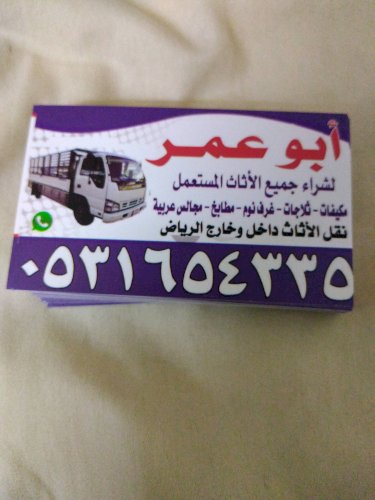 أبو عمر
لشراء جميع الأثاث المستعمل
مكيفات - ثلاجات - غرف نوم - مطابخ - مجالس عربية
نقل الأثاث داخل وخارج الرياض
٠٥٣١٦٥٤٣٣٥